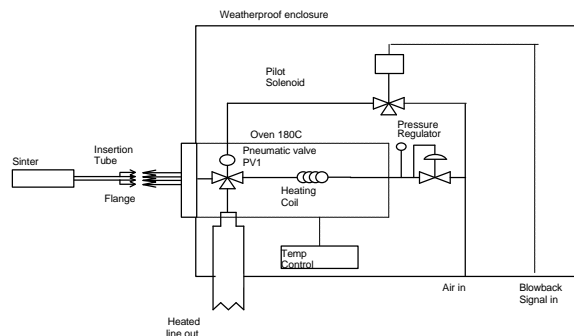 Weatherproof enclosure
Pilot
Solenoid
Pressure
Regulator
Oven 180C
Pneumatic valve
PV1
Insertion
Tube
Sinter
Flange
Heating
Coil
Temp
Control
Air in
Blowback
Signal in
Heated
line out